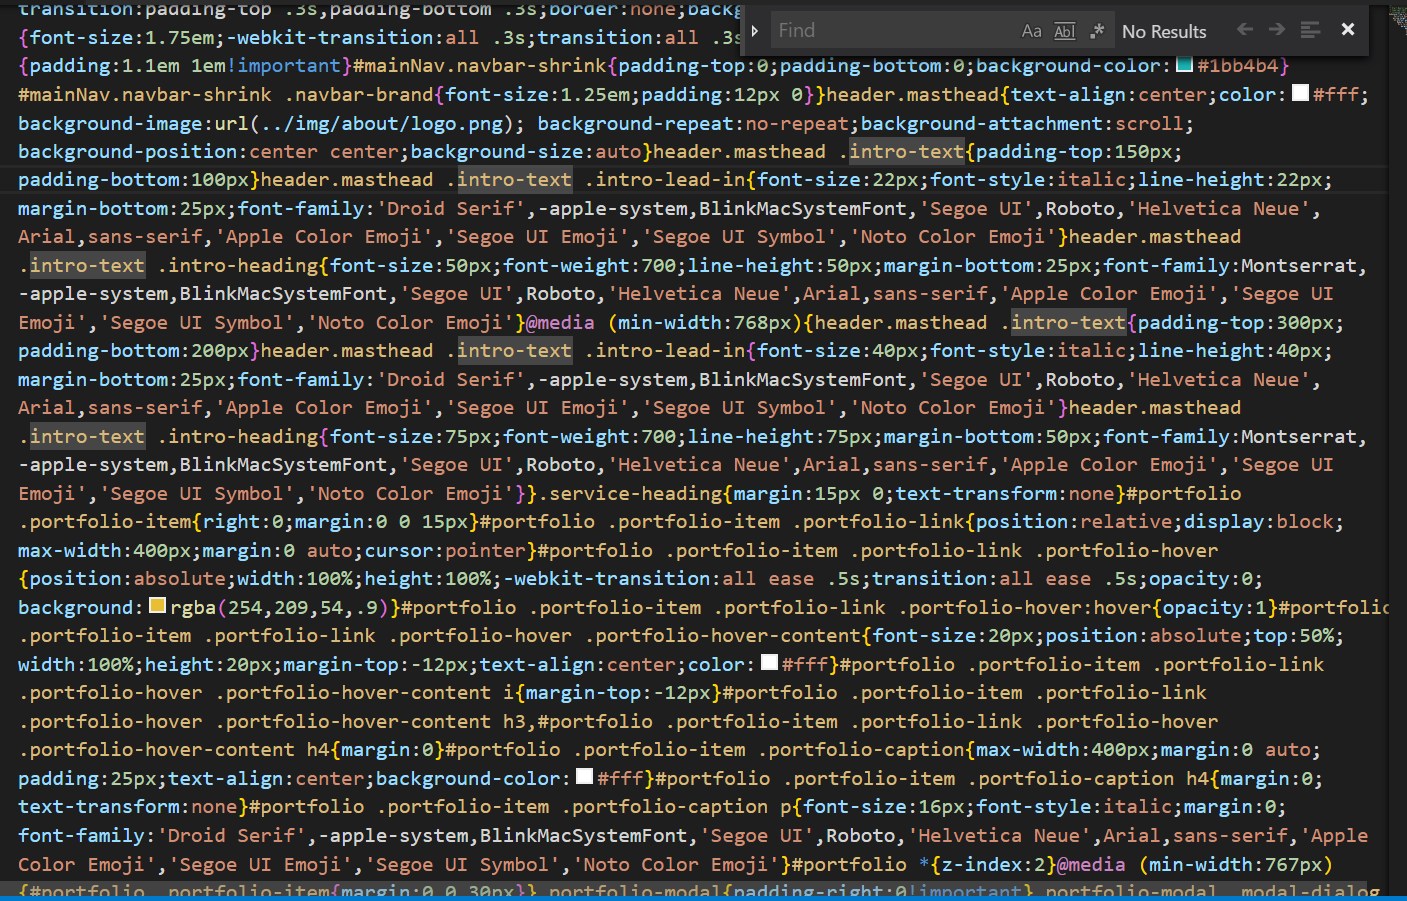 transition:padding-top .3s,padding-bottom .3s;border:none;backg
Find
Aa Abl .* No Results
{font-size:1.75em;-webkit-transition:all .3s;transition:all .3s
{padding:1.1em 1em!important}#mainNav.navbar-shrink{padding-top:0;padding-bottom:0;background-color:#1bb4b4}
#mainNav.navbar-shrink .navbar-brand{font-size:1.25em;padding:12px 0}}header.masthead{text-align:center;color:#fff;
background-image:url(../img/about/logo.png); background-repeat:no-repeat;background-attachment:scroll;
background-position:center center;background-size:auto}header.masthead .intro-text{padding-top:150px;
padding-bottom:100px}header.masthead .intro-text .intro-lead-in{font-size:22px;font-style:italic;line-height:22px;
margin-bottom:25px;font-family:'Droid Serif',-apple-system,BlinkMacSystemFont,'Segoe UI',Roboto,'Helvetica Neue',
Arial,sans-serif,'Apple Color Emoji','Segoe UI Emoji','Segoe UI Symbol','Noto Color Emoji'}header.masthead
.intro-text .intro-heading{font-size:50px;font-weight:700;line-height:50px;margin-bottom:25px;font-family:Montserrat,
-apple-system,BlinkMacSystemFont,'Segoe UI',Roboto,'Helvetica Neue',Arial,sans-serif,'Apple Color Emoji','Segoe UI
Emoji','Segoe UI Symbol','Noto Color Emoji'}@media (min-width:768px){header.masthead .intro-text{padding-top:300px;
padding-bottom:200px}header.masthead .intro-text .intro-lead-in{font-size:40px;font-style:italic;line-height:40px;
margin-bottom:25px;font-family:'Droid Serif',-apple-system,BlinkMacSystemFont,'Segoe UI',Roboto,'Helvetica Neue',
Arial,sans-serif,'Apple Color Emoji','Segoe UI Emoji','Segoe UI Symbol','Noto Color Emoji'}header.masthead
.intro-text .intro-heading{font-size:75px;font-weight:700;line-height:75px;margin-bottom:50px;font-family:Montserrat,
-apple-system,BlinkMacSystemFont,'Segoe UI',Roboto,'Helvetica Neue',Arial,sans-serif,'Apple Color Emoji','Segoe UI
Emoji','Segoe UI Symbol','Noto Color Emoji'}}.service-heading{margin:15px 0;text-transform:none}#portfolio
.portfolio-item{right:0;margin:0 0 15px}#portfolio .portfolio-item .portfolio-link{position:relative;display:block;
max-width:400px;margin:0 auto;cursor:pointer}#portfolio .portfolio-item .portfolio-link .portfolio-hover
{position:absolute;width:100%;height:100%;-webkit-transition:all ease .5s;transition:all ease .5s;opacity:0;
background:rgba(254,209,54,.9)}#portfolio .portfolio-item .portfolio-link .portfolio-hover:hover{opacity:1}#portfolio
.portfolio-item .portfolio-link .portfolio-hover .portfolio-hover-content{font-size:20px;position:absolute;top:50%;
width:100%;height:20px;margin-top:-12px;text-align:center;color:#fff}#portfolio .portfolio-item .portfolio-link
.portfolio-hover .portfolio-hover-content i{margin-top:-12px}#portfolio .portfolio-item .portfolio-link
.portfolio-hover .portfolio-hover-content h3,#portfolio .portfolio-item .portfolio-link .portfolio-hover
.portfolio-hover-content h4{margin:0}#portfolio .portfolio-item .portfolio-caption{max-width:400px;margin:0 auto;
padding:25px;text-align:center;background-color:#fff}#portfolio .portfolio-item .portfolio-caption h4{margin:0;
text-transform:none}#portfolio .portfolio-item .portfolio-caption p{font-size:16px;font-style:italic;margin:0;
font-family:'Droid Serif',-apple-system,BlinkMacSystemFont,'Segoe UI',Roboto,'Helvetica Neue',Arial,sans-serif,'Apple
Color Emoji','Segoe UI Emoji','Segoe UI Symbol','Noto Color Emoji'}#portfolio *{z-index:2}@media (min-width:767px)
{#portfolio .portfolio-item{margin:0 0 30px}}.portfolio-modal{padding-right:0!important}.portfolio-modal .modal-dialog